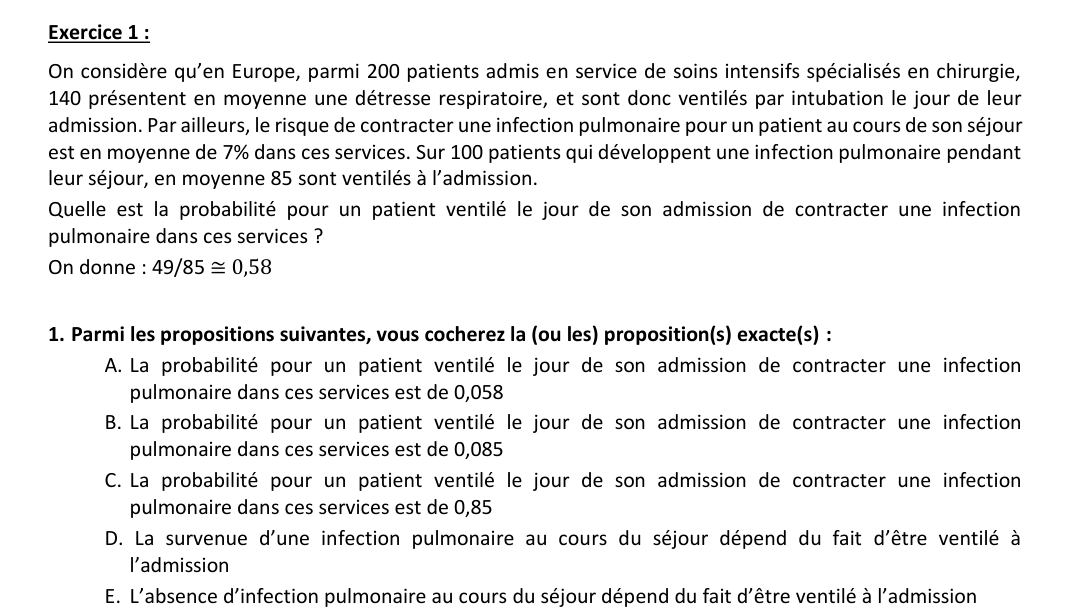 Exercice 1 :
On considère qu’en Europe, parmi 200 patients admis en service de soins intensifs spécialisés en chirurgie,
140 présentent en moyenne une détresse respiratoire, et sont donc ventilés par intubation le jour de leur
admission. Par ailleurs, le risque de contracter une infection pulmonaire pour un patient au cours de son séjour
est en moyenne de 7% dans ces services. Sur 100 patients qui développent une infection pulmonaire pendant
leur séjour, en moyenne 85 sont ventilés à l’admission.
Quelle est la probabilité pour un patient ventilé le jour de son admission de contracter une infection
pulmonaire dans ces services ?
On donne : 49/85 ≅ 0,58
1. Parmi les propositions suivantes, vous cocherez la (ou les) proposition(s) exacte(s) :
A. La probabilité pour un patient ventilé le jour de son admission de contracter une infection
pulmonaire dans ces services est de 0,058
B. La probabilité pour un patient ventilé le jour de son admission de contracter une infection
pulmonaire dans ces services est de 0,085
C. La probabilité pour un patient ventilé le jour de son admission de contracter une infection
pulmonaire dans ces services est de 0,85
D. La survenue d’une infection pulmonaire au cours du séjour dépend du fait d’être ventilé à
l’admission
E. L’absence d’infection pulmonaire au cours du séjour dépend du fait d’être ventilé à l’admission